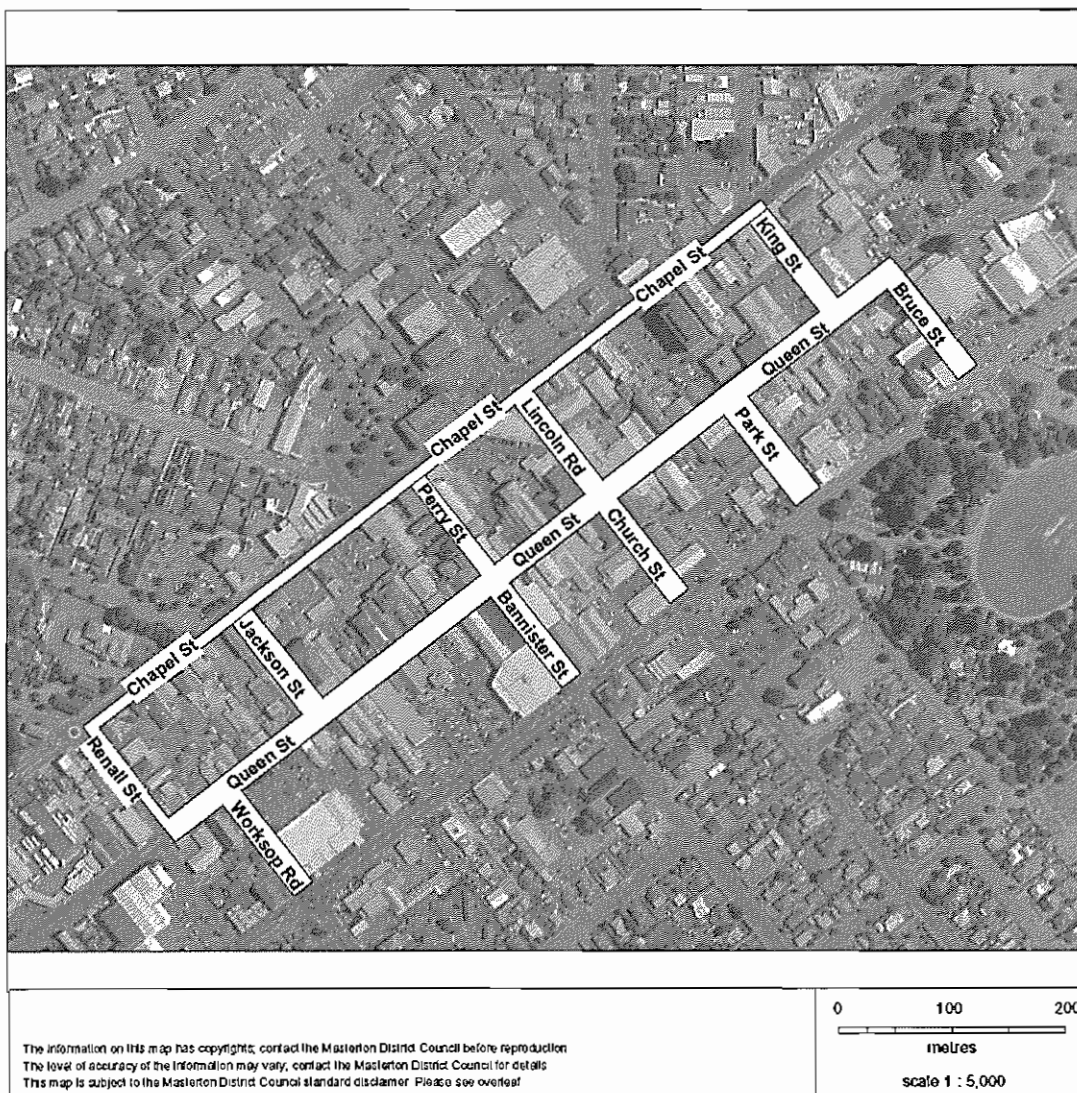 King St
Chapel St
Bruce St
Queen St
Chapel St
Lincoln Rd
Park St
Perry St
Queen St
Church St
Bannister St
Chapel St
Jackson St
Queen St
Renall St
Worksop Rd
0 100 200
metres
scale 1 : 5,000
The information on this map has copyrights; contact the Masterton District Council before reproduction
The level of accuracy of the information may vary; contact the Masterton District Council for details
This map is subject to the Masterton District Council standard disclaimer Please see overleaf